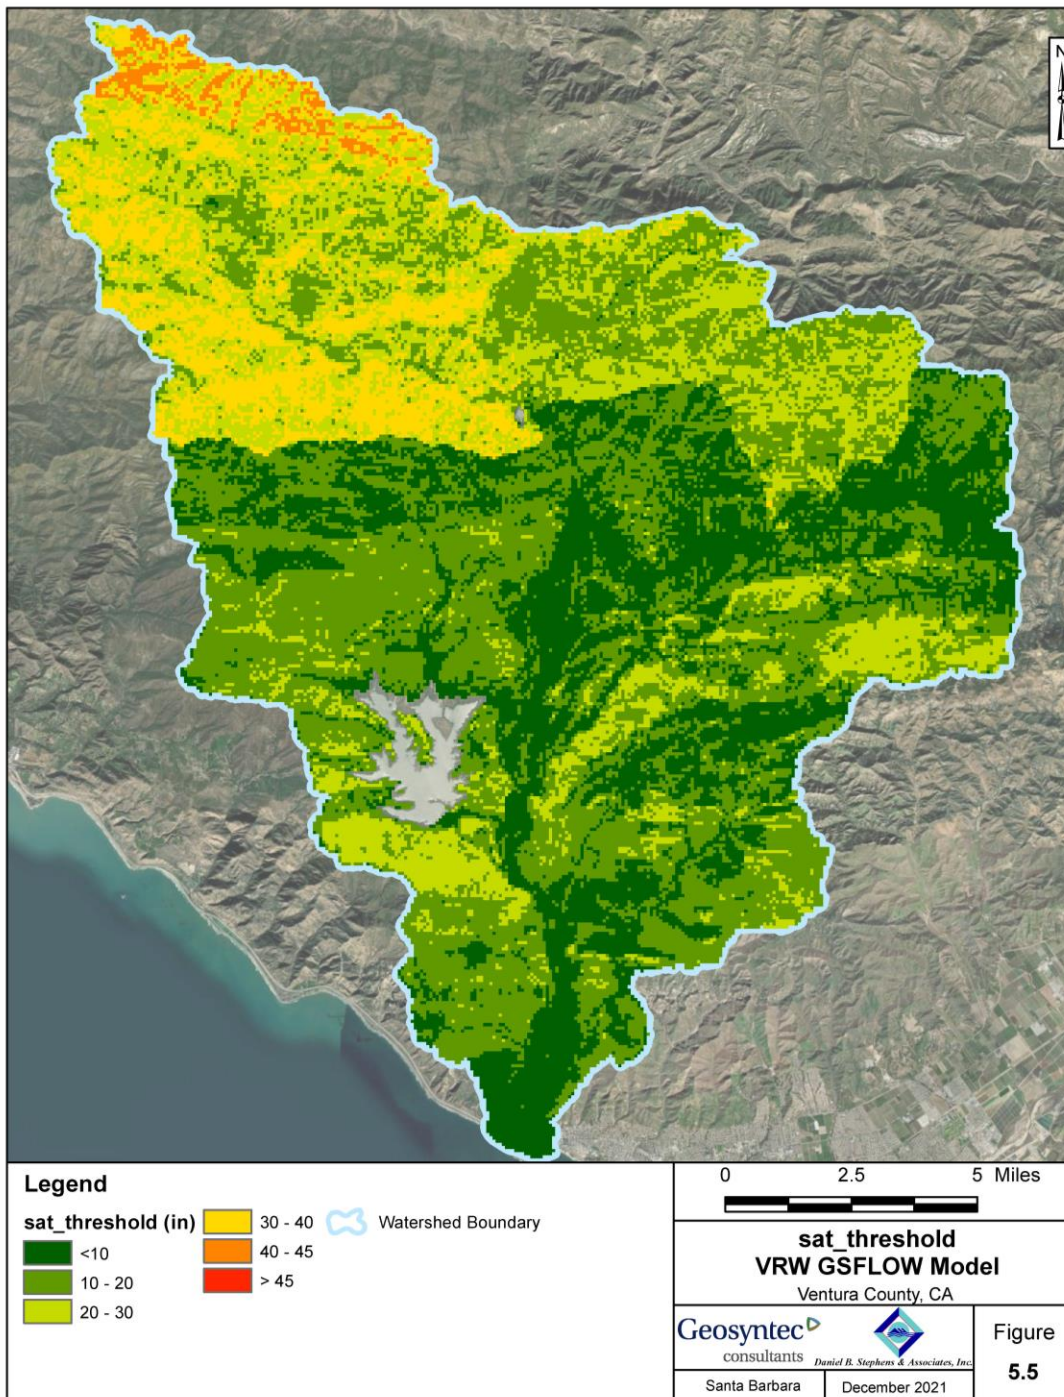 N
Legend
sat_threshold (in)
<10
10 - 20
20 - 30
30 - 40
40 - 45
> 45
Watershed Boundary
0 2.5 5 Miles
sat_threshold
VRW GSFLOW Model
Ventura County, CA
Geosyntec
consultants
Daniel B. Stephens & Associates, Inc.
Santa Barbara
December 2021
Figure
5.5